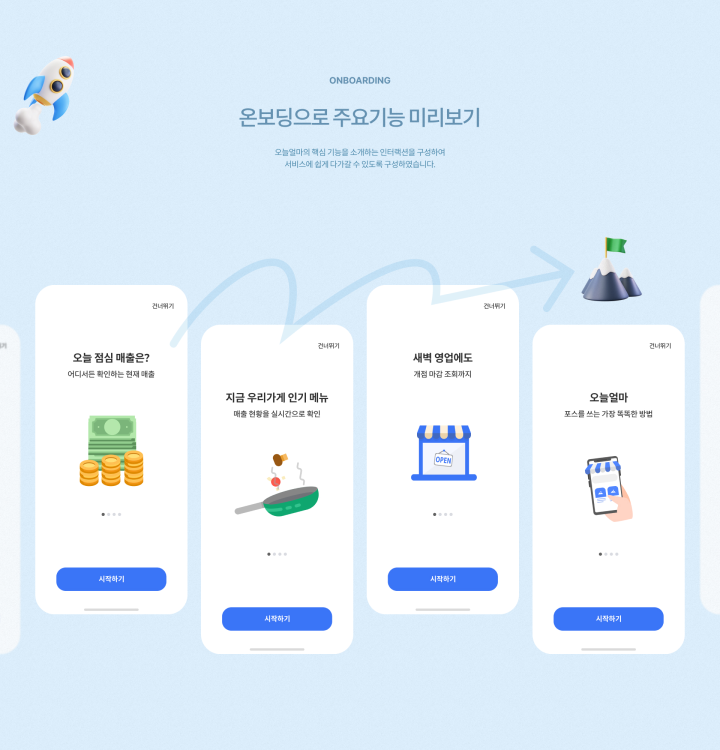 ONBOARDING
온보딩으로 주요기능 미리보기
오늘얼마의 핵심 기능을 소개하는 인터랙션을 구성하여
서비스에 쉽게 다가갈 수 있도록 구성하였습니다.
건너뛰기
오늘 점심 매출은?
어디서든 확인하는 현재 매출
시작하기
건너뛰기
지금 우리가게 인기 메뉴
매출 현황을 실시간으로 확인
시작하기
건너뛰기
새벽 영업에도
개점 마감 조회까지
OPEN
시작하기
건너뛰기
오늘얼마
포스를 쓰는 가장 똑똑한 방법
시작하기